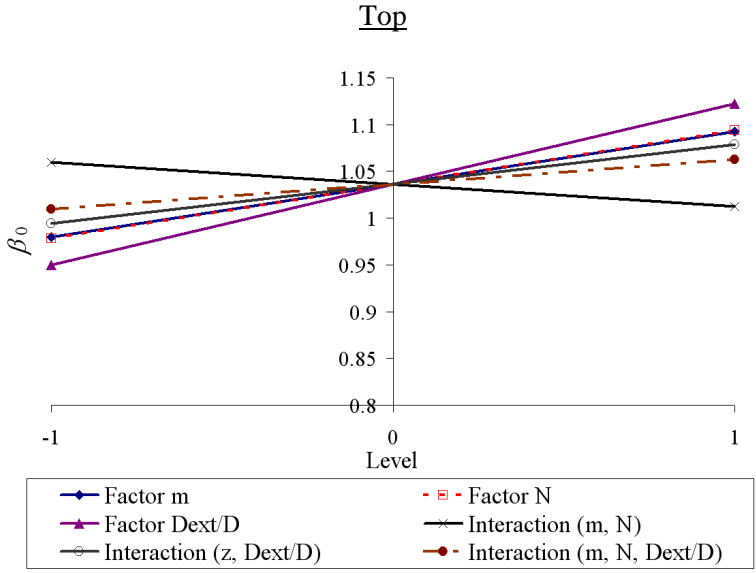 Top
1.15
1.1
1.05
1
0.95
0.9
0.85
0.8
β0
-1 0 1
Level
Factor m Factor N
Factor Dext/D Interaction (m, N)
Interaction (z, Dext/D) Interaction (m, N, Dext/D)